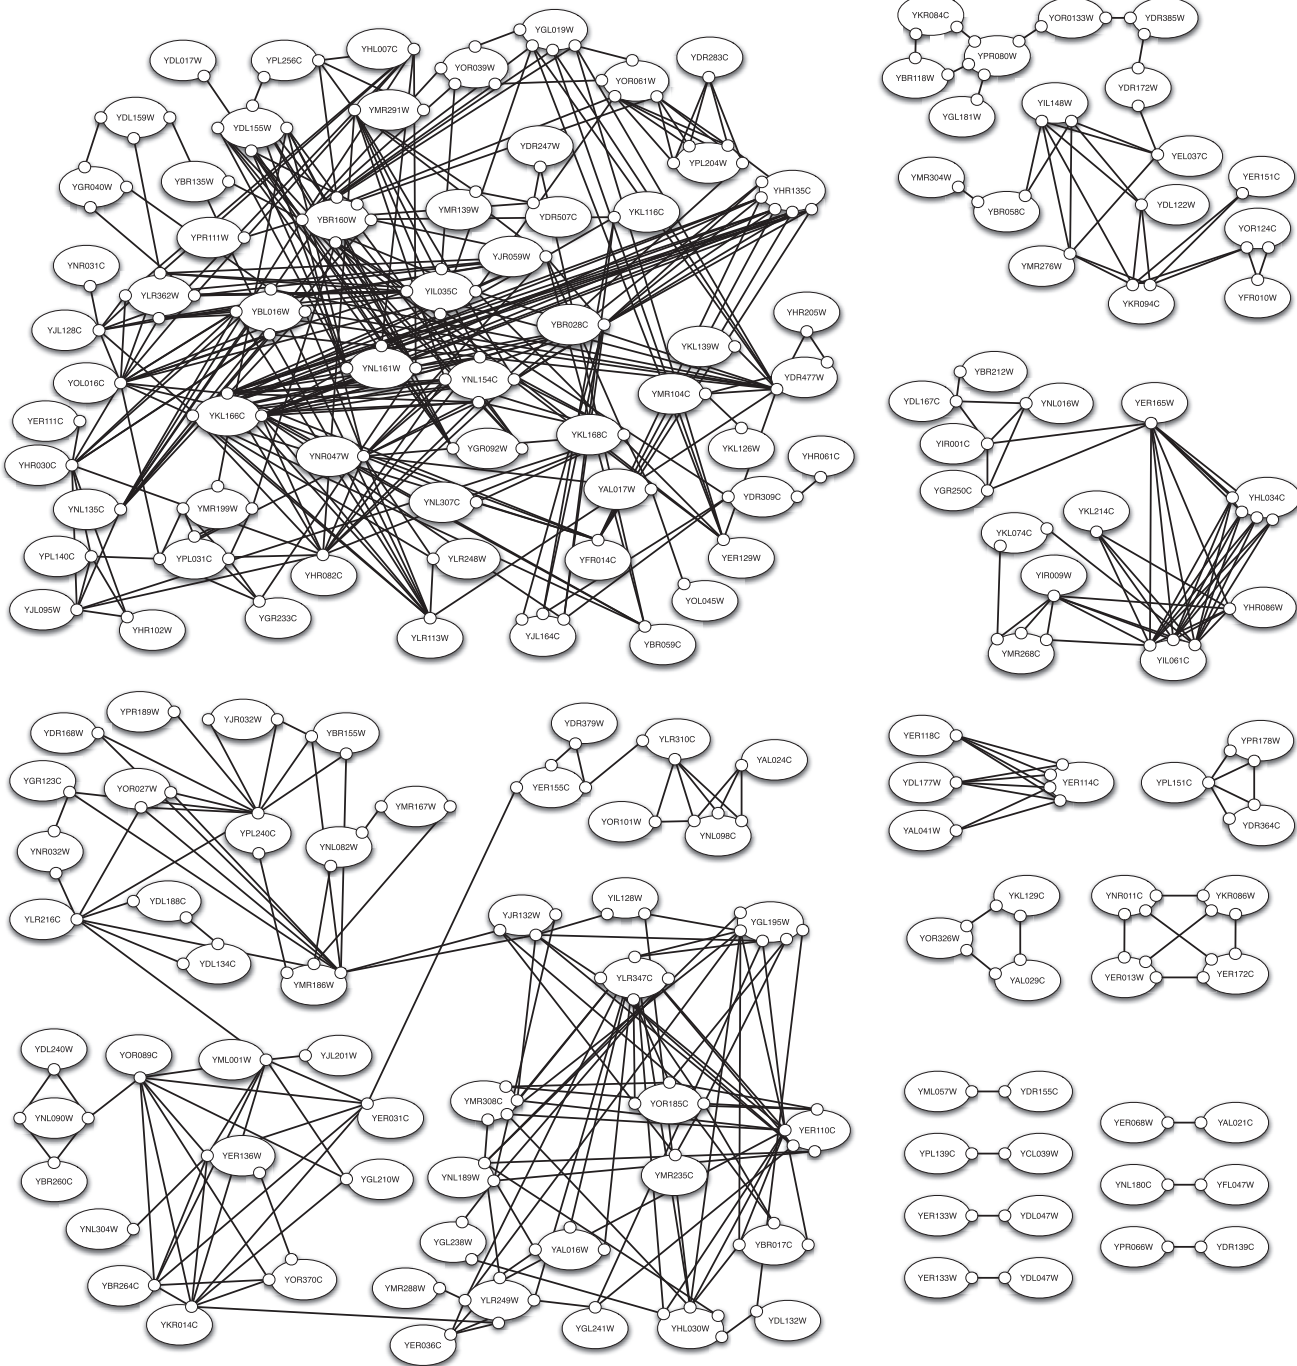 YKR084C
YOR0133W
YDR385W
YGL019W
YHL007C
YPL256C
YDL017W
YOR039W
YDR283C
YPR080W
YBR118W
YOR061W
YDR172W
YMR291W
YIL148W
YGL181W
YDL159W
YDL155W
YDR247W
YPL204W
YEL037C
YBR135W
YGR040W
YHR135C
YMR304W
YER151C
YMR139W
YDR507C
YKL116C
YBR160W
YBR058C
YDL122W
YOR124C
YPR111W
YJR059W
YNR031C
YMR276W
YLR362W
YIL035C
YFR010W
YKR094C
YBL016W
YHR205W
YJL128C
YBR028C
YKL139W
YNL161W
YBR212W
YDR477W
YNL154C
YOL016C
YMR104C
YDL167C
YNL016W
YER165W
YKL166C
YER111C
YKL168C
YIR001C
YGR092W
YKL126W
YNR047W
YHR061C
YHR030C
YAL017W
YGR250C
YDR309C
YHL034C
YNL307C
YNL135C
YMR199W
YKL214C
YKL074C
YPL140C
YPL031C
YLR248W
YFR014C
YER129W
YHR082C
YIR009W
YOL045W
YHR086W
YJL095W
YGR233C
YHR102W
YLR113W
YJL164C
YBR059C
YMR268C
YIL061C
YPR189W
YJR032W
YDR379W
YDR168W
YBR155W
YLR310C
YER118C
YPR178W
YAL024C
YGR123C
YOR027W
YER155C
YDL177W
YER114C
YPL151C
YMR167W
YOR101W
YNL098C
YPL240C
YDR364C
YAL041W
YNL082W
YNR032W
YKL129C
YNR011C
YKR086W
YIL128W
YDL188C
YJR132W
YLR216C
YGL195W
YOR326W
YDL134C
YLR347C
YER013W
YER172C
YAL029C
YMR186W
YDL240W
YOR089C
YML001W
YJL201W
YML057W
YDR155C
YMR308C
YOR185C
YNL090W
YER031C
YER068W
YAL021C
YER110C
YER136W
YPL139C
YCL039W
YNL189W
YMR235C
YGL210W
YBR260C
YNL180C
YFL047W
YER133W
YDL047W
YNL304W
YGL238W
YBR017C
YAL016W
YPR066W
YDR139C
YOR370C
YBR264C
YMR288W
YER133W
YDL047W
YLR249W
YKR014C
YGL241W
YHL030W
YDL132W
YER036C